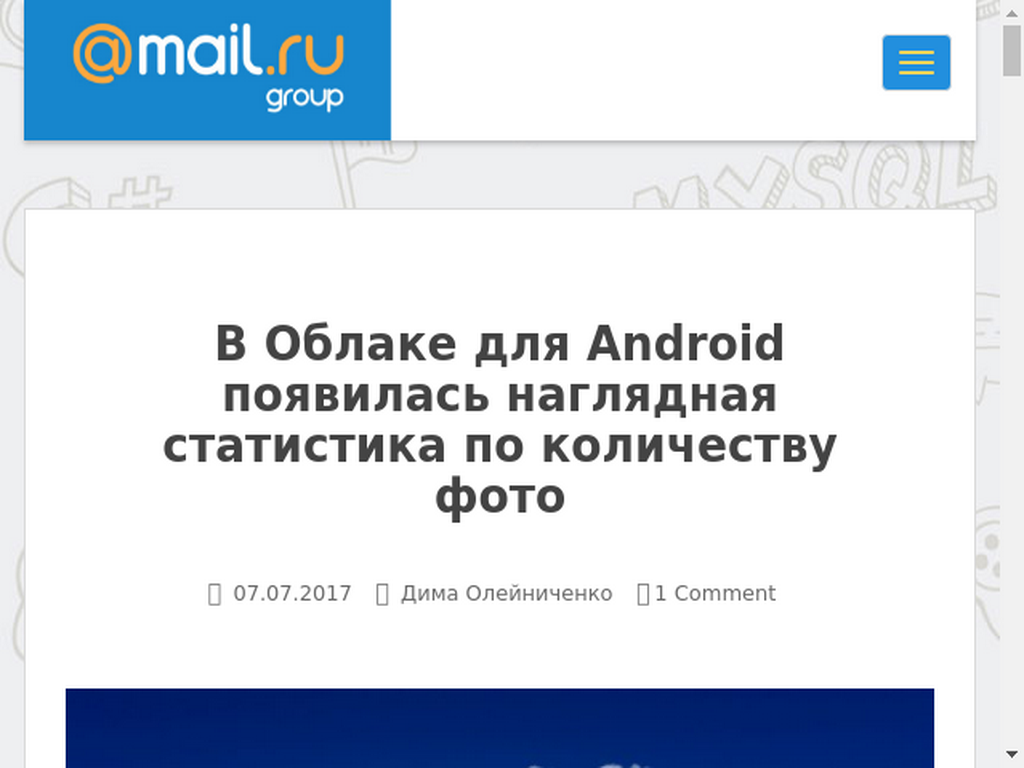 @mail.ru
group
C#
MYSQL
В Облаке для Android
появилась наглядная
статистика по количеству
фото
07.07.2017 Дима Олейниченко 1 Comment